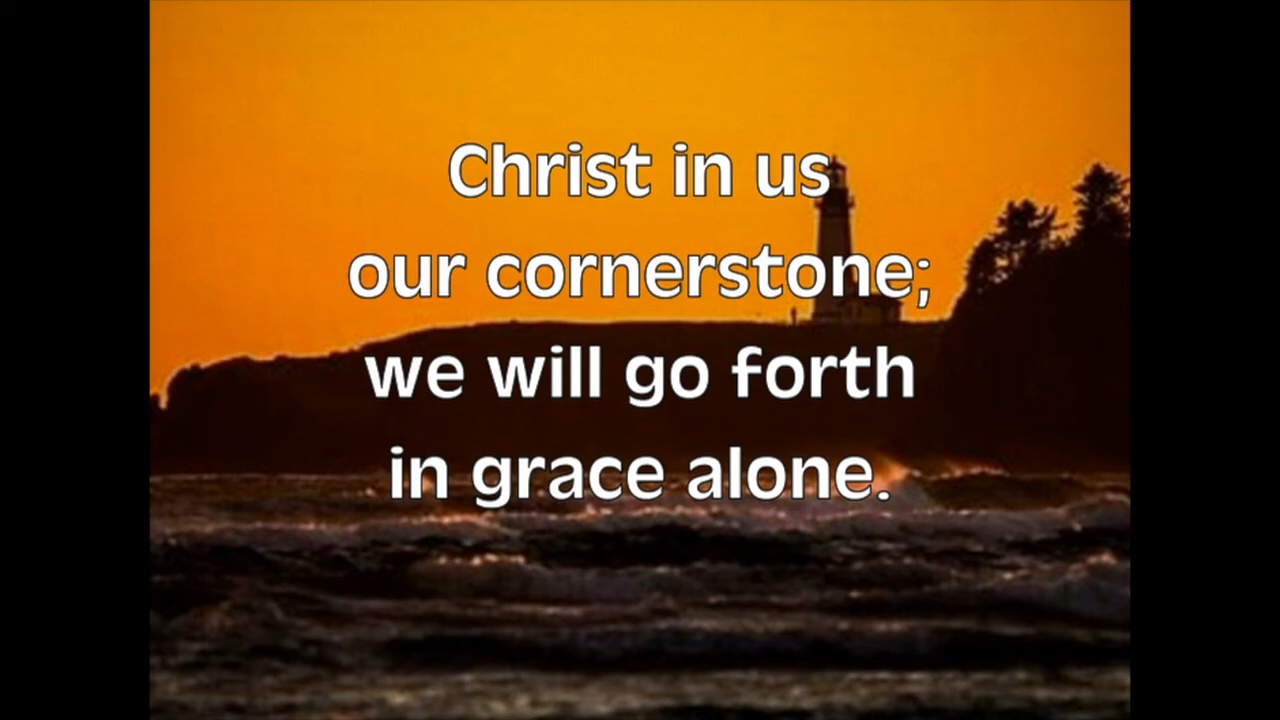 Christ in us
our cornerstone;
we will go forth
in grace alone.